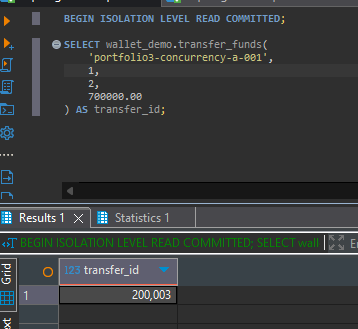 BEGIN ISOLATION LEVEL READ COMMITTED;
SELECT wallet_demo.transfer_funds(
'portfolio3-concurrency-a-001',
1,
2,
700000.00
) AS transfer_id;
Results 1
Statistics 1
BEGIN ISOLATION LEVEL READ COMMITTED; SELECT wall
Grid
123 transfer_id
1 200,003